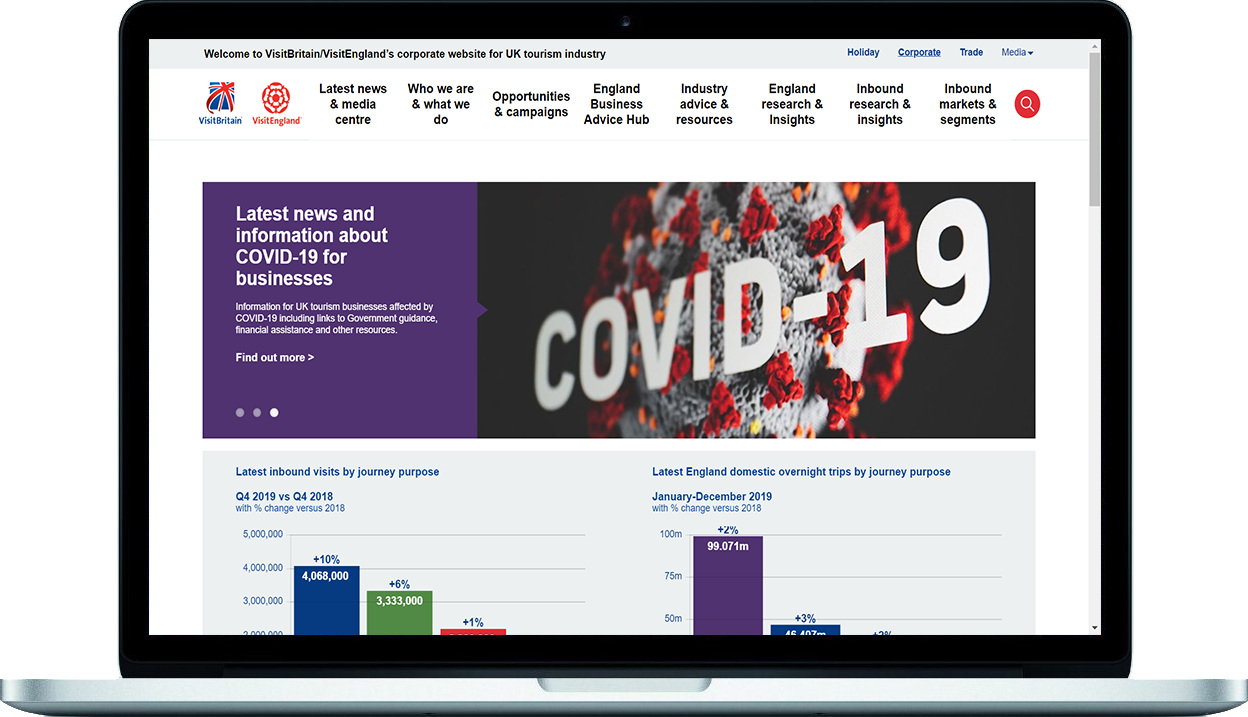 Welcome to VisitBritain/VisitEngland's corporate website for UK tourism industry
Holiday Corporate Trade Media
VisitBritain VisitEngland
Latest news
& media
centre
Who we are
& what we
do
Opportunities
& campaigns
England
Business
Advice Hub
Industry
advice &
resources
England
research &
Insights
Inbound
research &
insights
Inbound
markets &
segments
Latest news and
information about
COVID-19 for
businesses
Information for UK tourism businesses affected by
COVID-19 including links to Government guidance,
financial assistance and other resources.
Find out more >
COVID-19
Latest inbound visits by journey purpose
Q4 2019 vs Q4 2018
with % change versus 2018
5,000,000
4,000,000
3,000,000
2,000,000
+10%
4,068,000
+6%
3,333,000
+1%
Latest England domestic overnight trips by journey purpose
January-December 2019
with % change versus 2018
100m
75m
50m
+2%
99.071m
+3%